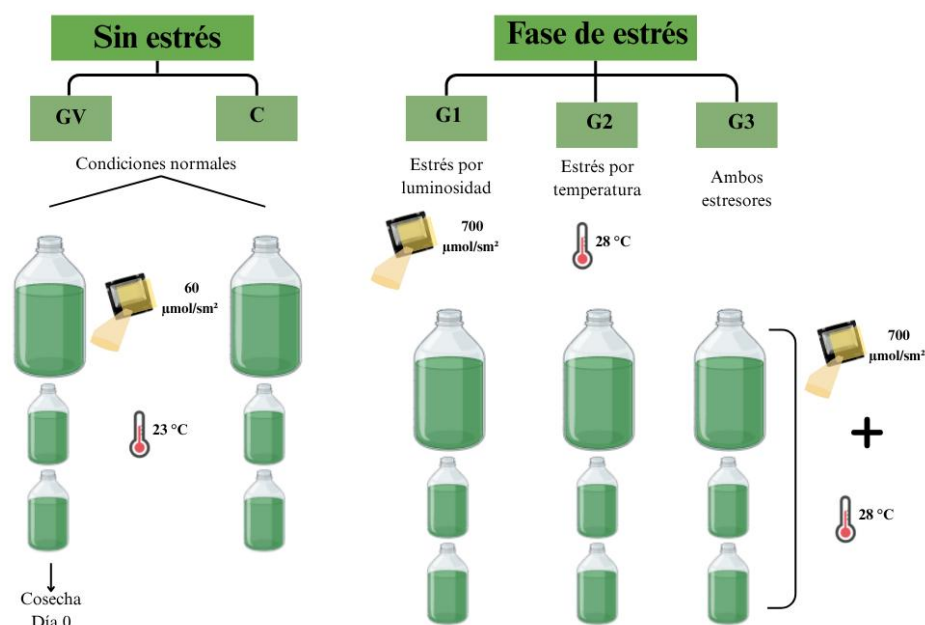 Sin estrés
Fase de estrés
GV
C
G1
G2
G3
Condiciones normales
Estrés por
luminosidad
Estrés por
temperatura
Ambos
estresores
700
µmol/sm²
28 °C
60
µmol/sm²
23 °C
700
µmol/sm²
+
28 °C
Cosecha
Día 0